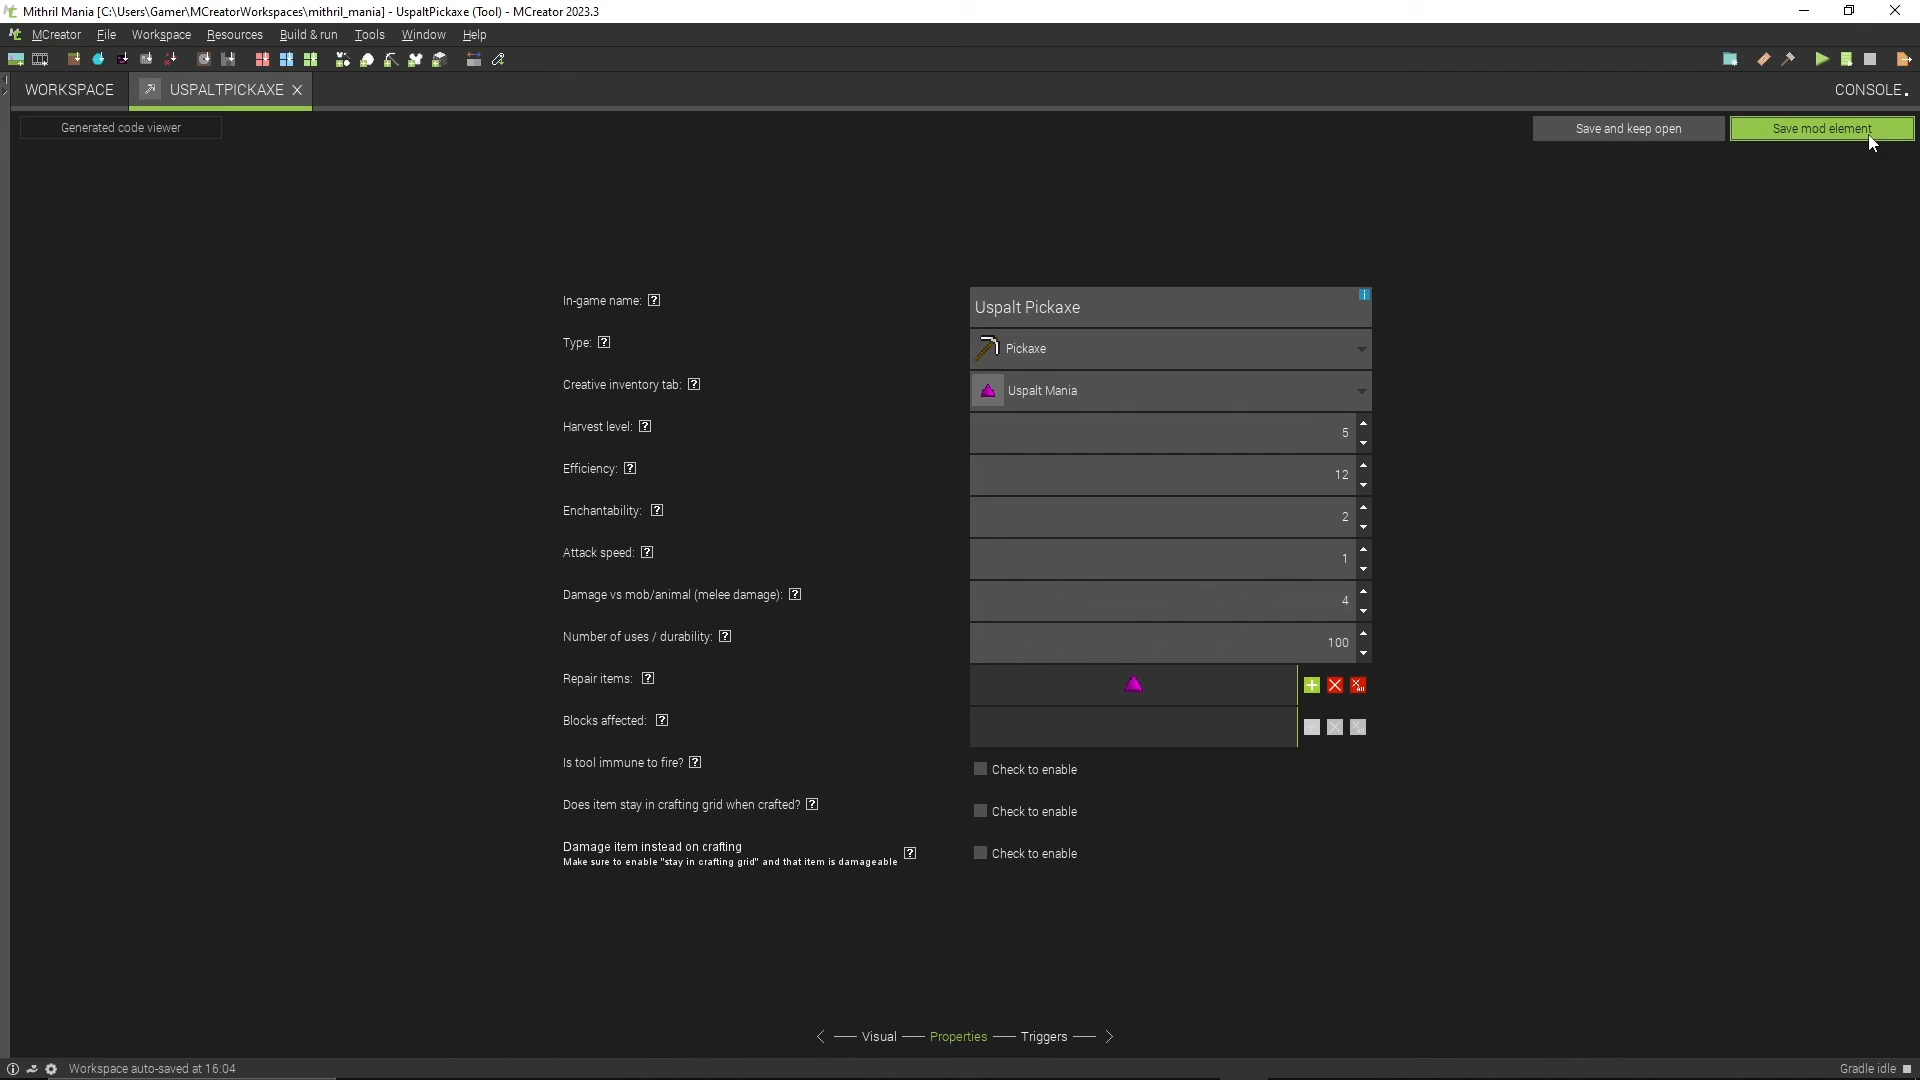 Mithril Mania [C:\Users\Gamer\MCreatorWorkspaces\mithril_mania] - UspaltPickaxe (Tool) - MCreator 2023.3
MCreator File Workspace Resources Build & run Tools Window Help
WORKSPACE USPALTPICKAXE CONSOLE
Generated code viewer Save and keep open Save mod element
In-game name: ? Uspalt Pickaxe
Type: ? Pickaxe
Creative inventory tab: ? Uspalt Mania
Harvest level: ? 5
Efficiency: ? 12
Enchantability: ? 2
Attack speed: ? 1
Damage vs mob/animal (melee damage): ? 4
Number of uses / durability: ? 100
Repair items: ?
Blocks affected: ?
Is tool immune to fire? ? Check to enable
Does item stay in crafting grid when crafted? ? Check to enable
Damage item instead on crafting ? Check to enable
Make sure to enable "stay in crafting grid" and that item is damageable
Visual Properties Triggers
Workspace auto-saved at 16:04 Gradle idle